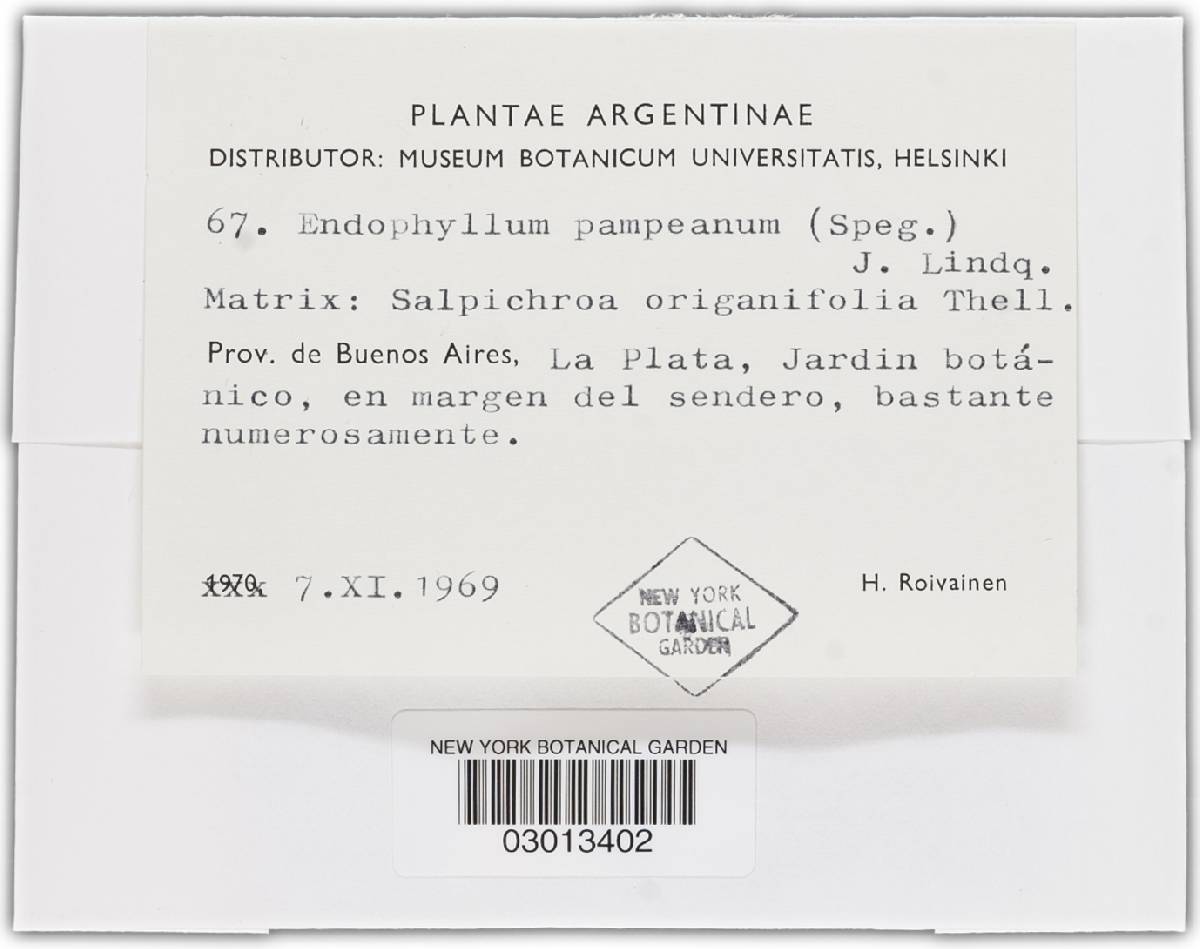 PLANTAE ARGENTINAE
DISTRIBUTOR: MUSEUM BOTANICUM UNIVERSITATIS, HELSINKI
67. Endophyllum pampeanum (Speg.)
J. Lindq.
Matrix: Salpichroa origanifolia Thell.
Prov. de Buenos Aires, La Plata, Jardin botá-
nico, en margen del sendero, bastante
numerosamente.
1970. 7.XI.1969
H. Roivainen
NEW YORK
BOTANICAL
GARDEN
NEW YORK BOTANICAL GARDEN
03013402